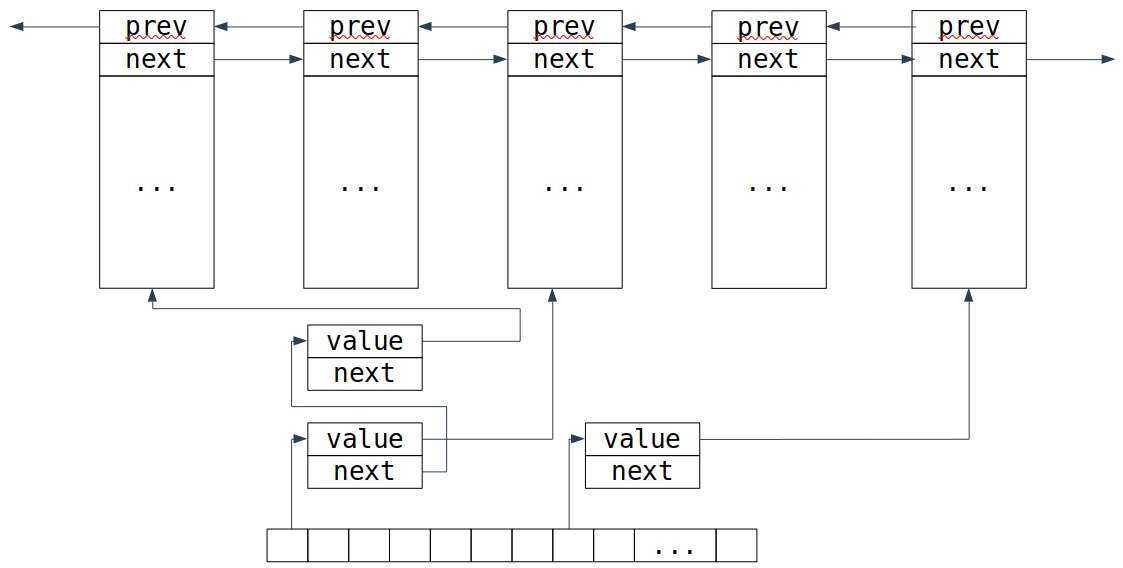 prev prev prev prev prev
next next next next next
... ... ... ... ...
value
next
value value
next next
...